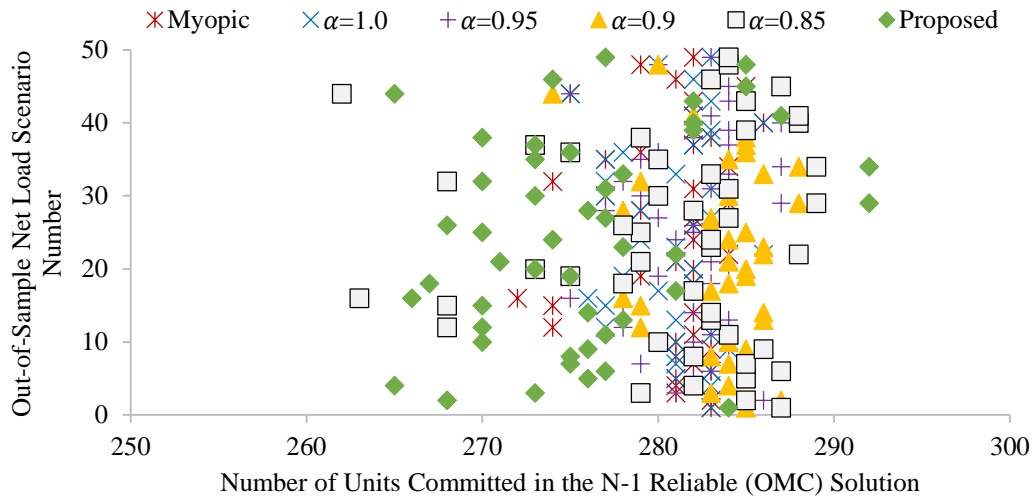 Myopic α=1.0 α=0.95 α=0.9 α=0.85 Proposed
Out-of-Sample Net Load Scenario
Number
50
40
30
20
10
0
250 260 270 280 290 300
Number of Units Committed in the N-1 Reliable (OMC) Solution